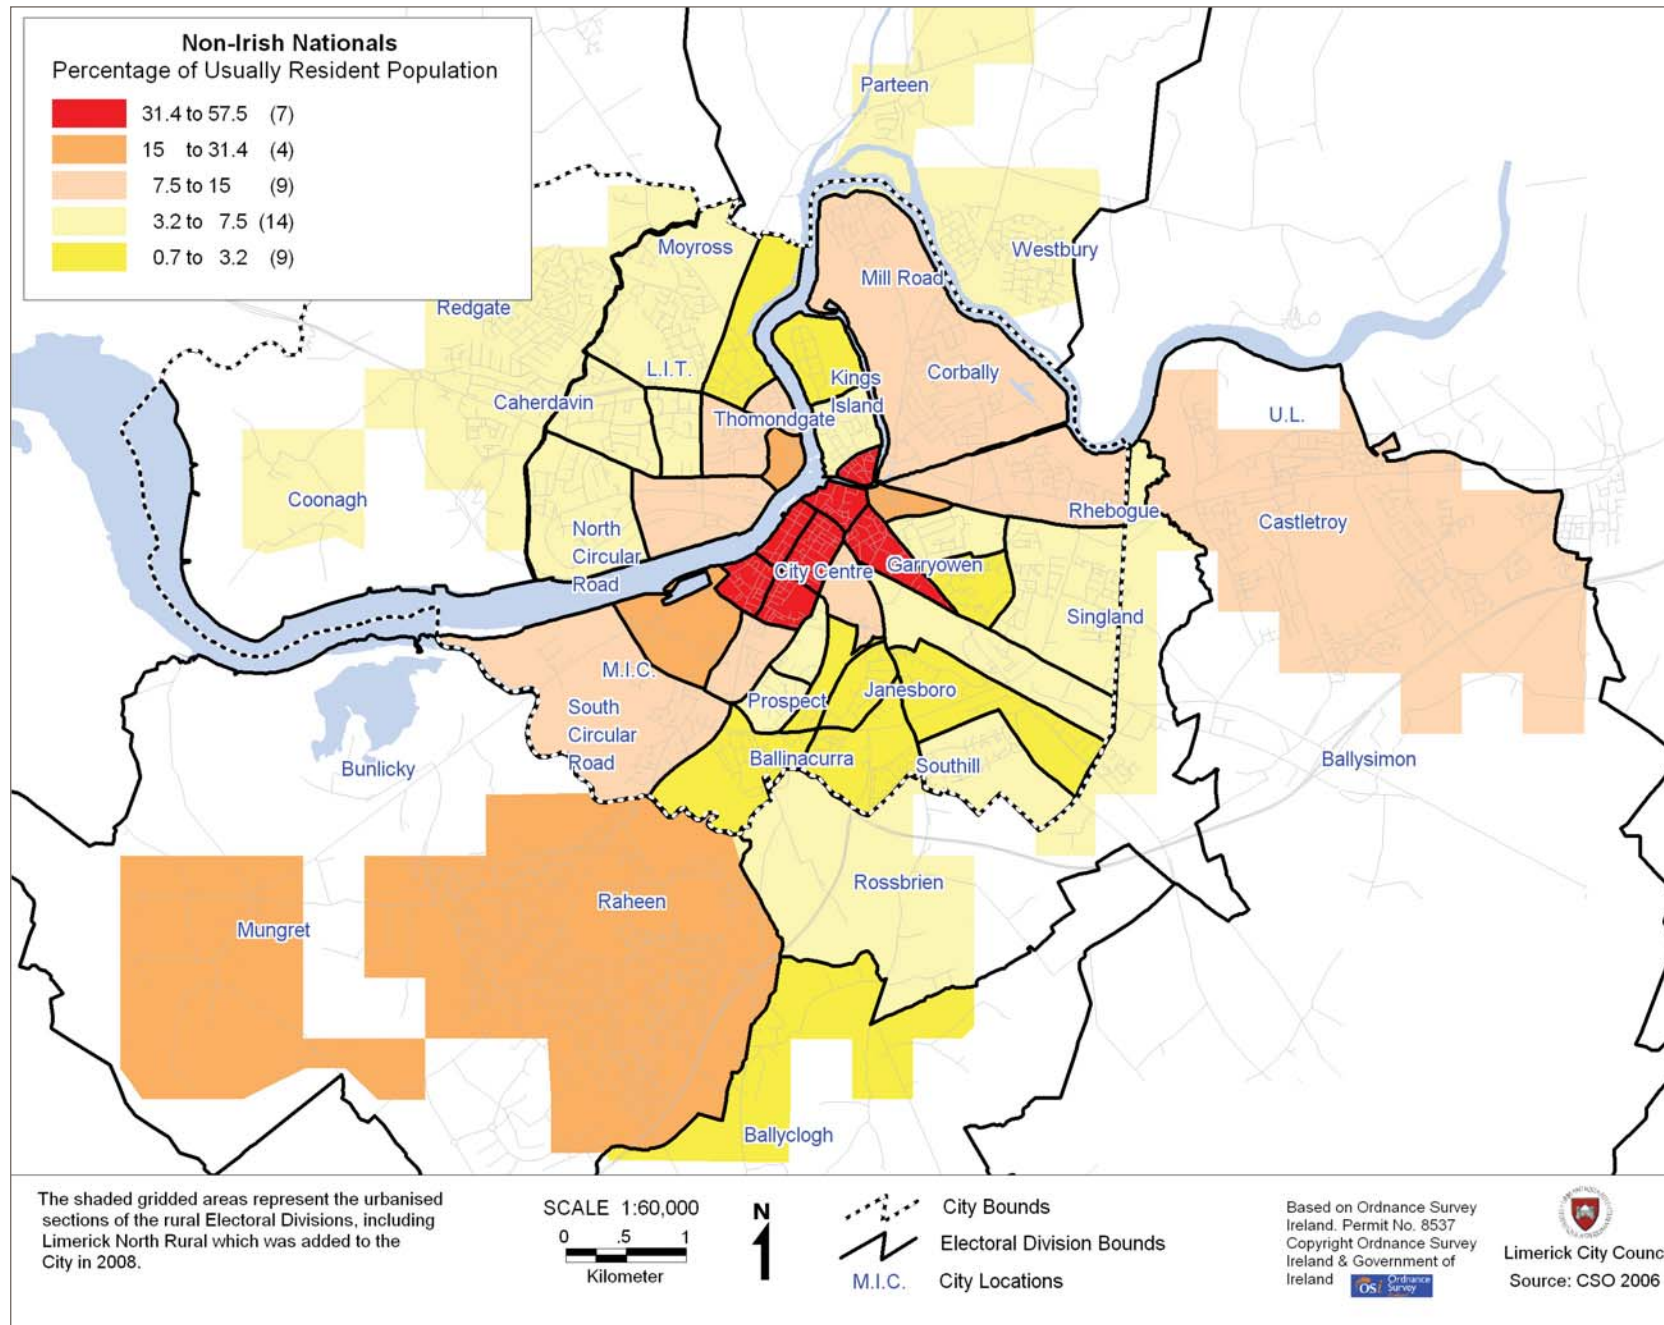 Non-Irish Nationals
Percentage of Usually Resident Population
31.4 to 57.5 (7)
15 to 31.4 (4)
7.5 to 15 (9)
3.2 to 7.5 (14)
0.7 to 3.2 (9)
Parteen
Moyross
Westbury
Mill Road
Redgate
L.I.T.
Corbally
Kings
Island
Caherdavin
Thomondgate
U.L.
Coonagh
Rhebogue
Castletroy
North
Circular
Road
City Centre
Garryowen
Singland
M.I.C.
Prospect
Janesboro
South
Circular
Road
Bunlicky
Ballinacurra
Southill
Ballysimon
Rossbrien
Raheen
Mungret
Ballyclogh
The shaded gridded areas represent the urbanised
sections of the rural Electoral Divisions, including
Limerick North Rural which was added to the
City in 2008.
SCALE 1:60,000
0 .5 1
Kilometer
N
City Bounds
Electoral Division Bounds
M.I.C. City Locations
Based on Ordnance Survey
Ireland. Permit No. 8537
Copyright Ordnance Survey
Ireland & Government of
Ireland
OSi Ordnance
Survey
Limerick City Counc
Source: CSO 2006